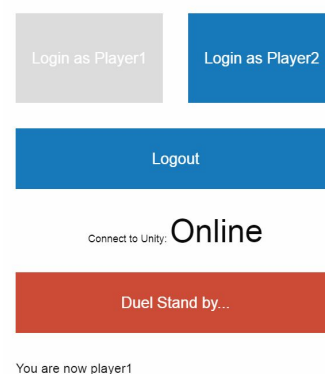 Login as Player1 Login as Player2
Logout
Connect to Unity: Online
Duel Stand by...
You are now player1